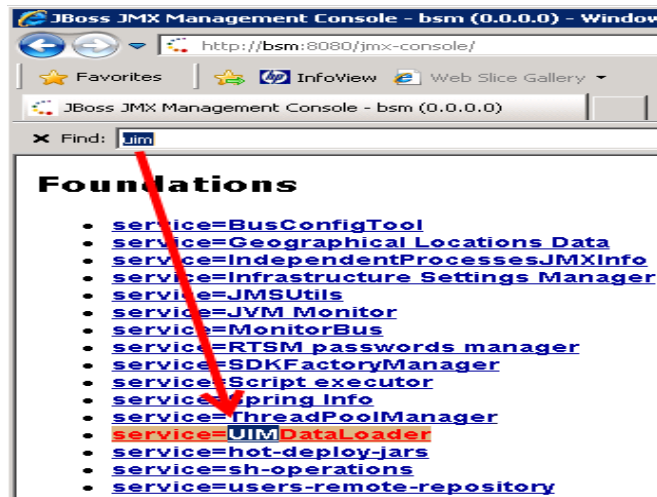 JBoss JMX Management Console - bsm (0.0.0.0) - Window
http://bsm:8080/jmx-console/
Favorites InfoView Web Slice Gallery
JBoss JMX Management Console - bsm (0.0.0.0)
Find: uim
Foundations
service=BusConfigTool
service=Geographical Locations Data
service=IndependentProcessesJMXInfo
service=Infrastructure Settings Manager
service=JMSUtils
service=JVM Monitor
service=MonitorBus
service=RTSM passwords manager
service=SDKFactoryManager
service=Script executor
service=Spring Info
service=ThreadPoolManager
service=UIMDataLoader
service=hot-deploy-jars
service=sh-operations
service=users-remote-repository